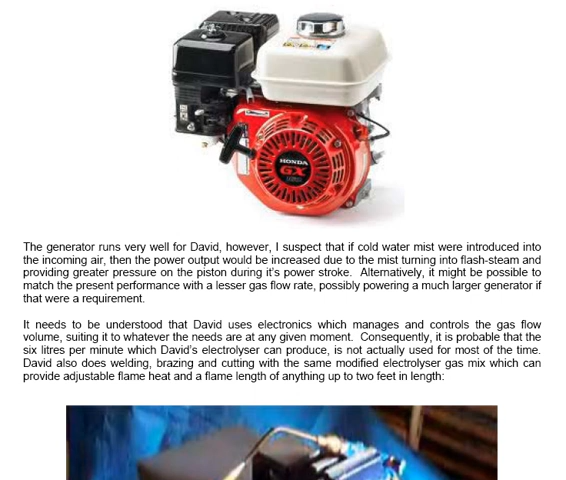 HONDA
GX
The generator runs very well for David, however, I suspect that if cold water mist were introduced into
the incoming air, then the power output would be increased due to the mist turning into flash-steam and
providing greater pressure on the piston during it's power stroke. Alternatively, it might be possible to
match the present performance with a lesser gas flow rate, possibly powering a much larger generator if
that were a requirement.
It needs to be understood that David uses electronics which manages and controls the gas flow
volume, suiting it to whatever the needs are at any given moment. Consequently, it is probable that the
six litres per minute which David's electrolyser can produce, is not actually used for most of the time.
David also does welding, brazing and cutting with the same modified electrolyser gas mix which can
provide adjustable flame heat and a flame length of anything up to two feet in length: